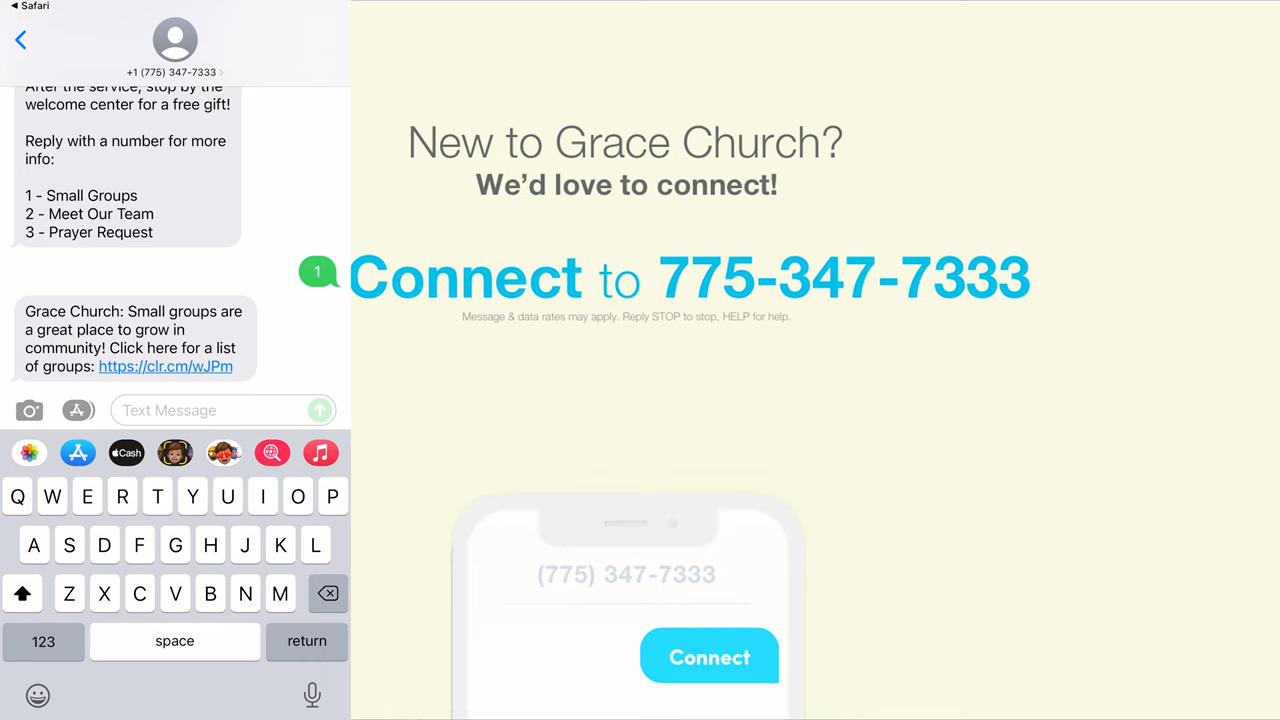 Safari
+1 (775) 347-7333
After the service, stop by the
welcome center for a free gift!
Reply with a number for more
info:
1 - Small Groups
2 - Meet Our Team
3 - Prayer Request
1
Grace Church: Small groups are
a great place to grow in
community! Click here for a list
of groups: https://clr.cm/wJPm
Text Message
Cash
Q W E R T Y U I O P
A S D F G H J K L
Z X C V B N M
123 space return
New to Grace Church?
We’d love to connect!
Connect to 775-347-7333
Message & data rates may apply. Reply STOP to stop, HELP for help.
(775) 347-7333
Connect